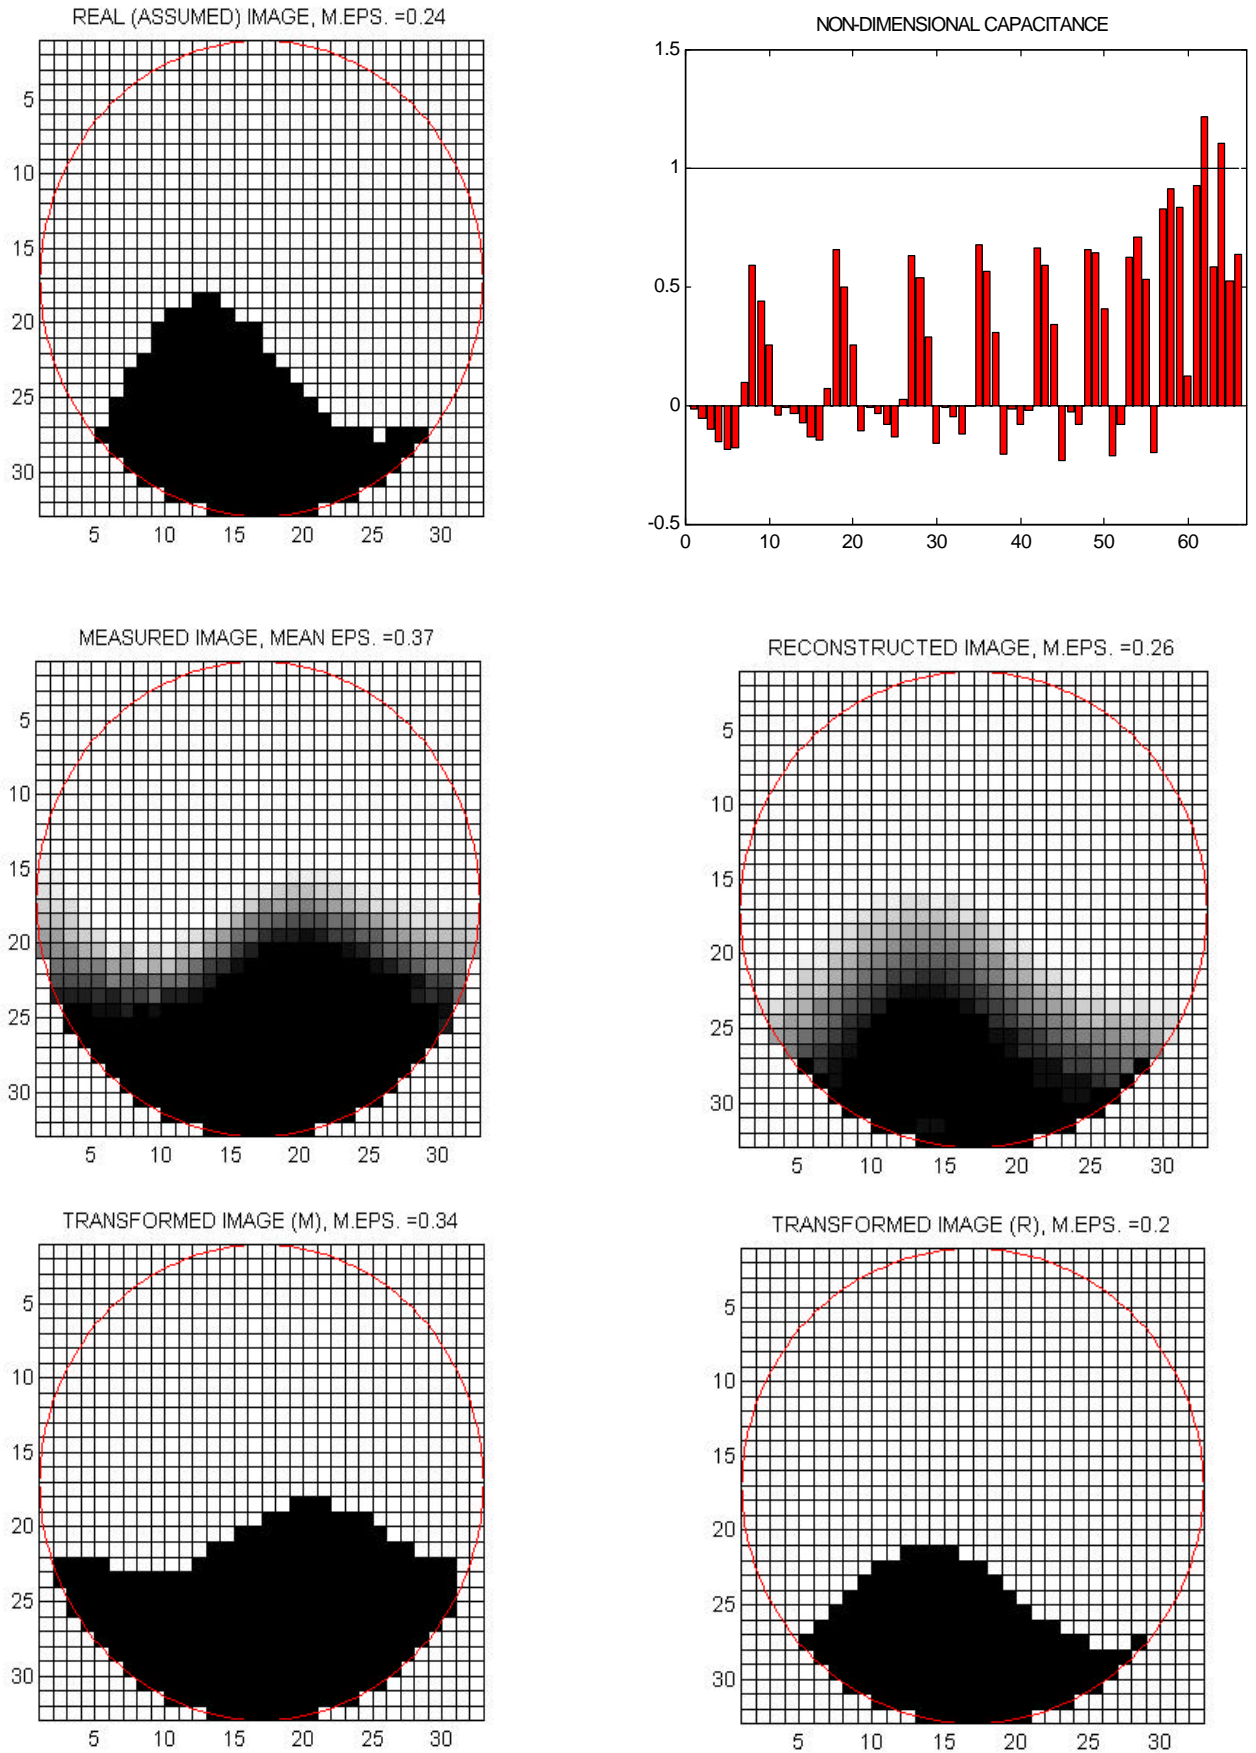 REAL (ASSUMED) IMAGE, M.EPS. =0.24
5
10
15
20
25
30
5 10 15 20 25 30
NON-DIMENSIONAL CAPACITANCE
1.5
1
0.5
0
-0.5
0 10 20 30 40 50 60
MEASURED IMAGE, MEAN EPS. =0.37
5
10
15
20
25
30
5 10 15 20 25 30
RECONSTRUCTED IMAGE, M.EPS. =0.26
5
10
15
20
25
30
5 10 15 20 25 30
TRANSFORMED IMAGE (M), M.EPS. =0.34
5
10
15
20
25
30
5 10 15 20 25 30
TRANSFORMED IMAGE (R), M.EPS. =0.2
5
10
15
20
25
30
5 10 15 20 25 30